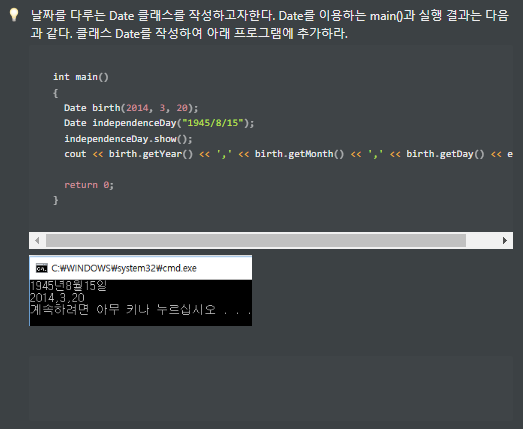 날짜를 다루는 Date 클래스를 작성하고자한다. Date를 이용하는 main()과 실행 결과는 다음
과 같다. 클래스 Date를 작성하여 아래 프로그램에 추가하라.
int main()
{
Date birth(2014, 3, 20);
Date independenceDay("1945/8/15");
independenceDay.show();
cout << birth.getYear() << ',' << birth.getMonth() << ',' << birth.getDay() << e
return 0;
}
C:₩WINDOWS₩system32₩cmd.exe
1945년8월15일
2014,3,20
계속하려면 아무 키나 누르십시오 . . .